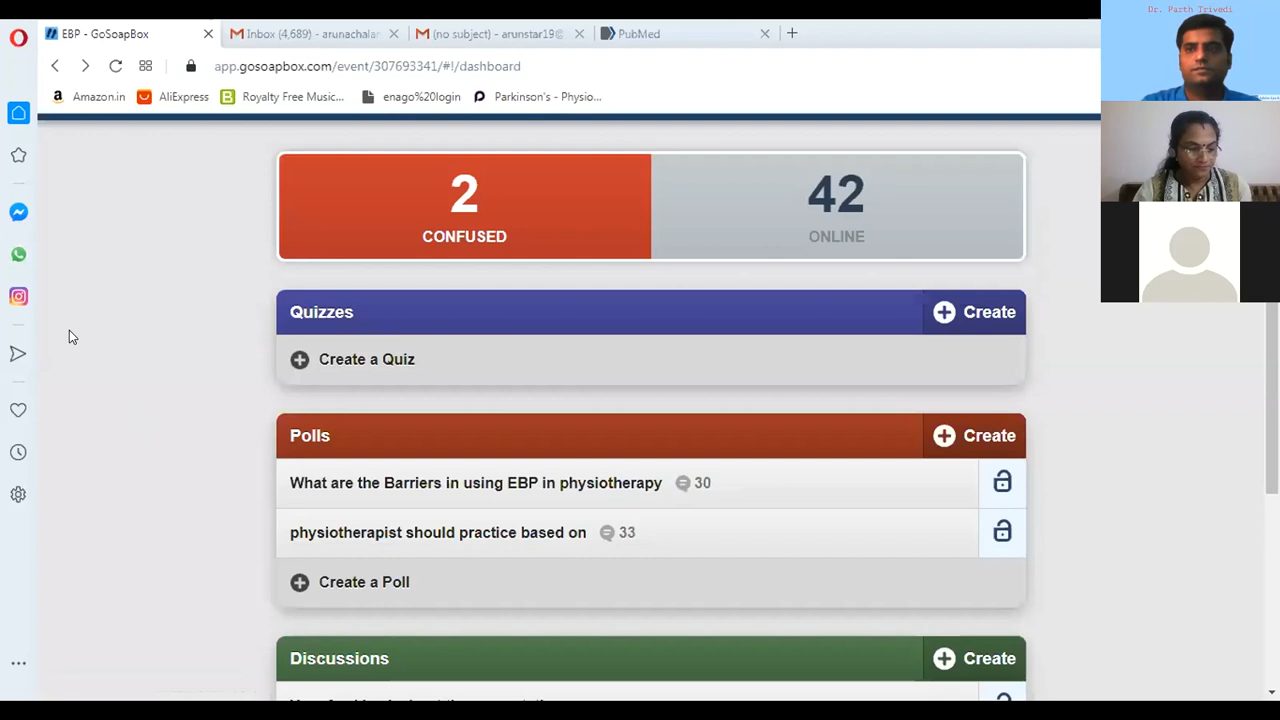 Dr. Parth Trivedi
EBP - GoSoapBox
Inbox (4,689) - arunachalar
(no subject) - arunstar19@
PubMed
app.gosoapbox.com/event/307693341/#!/dashboard
Amazon.in
AliExpress
Royalty Free Music...
enago%20login
Parkinson's - Physio...
2
CONFUSED
42
ONLINE
Quizzes
Create
Create a Quiz
Polls
Create
What are the Barriers in using EBP in physiotherapy 30
physiotherapist should practice based on 33
Create a Poll
Discussions
Create